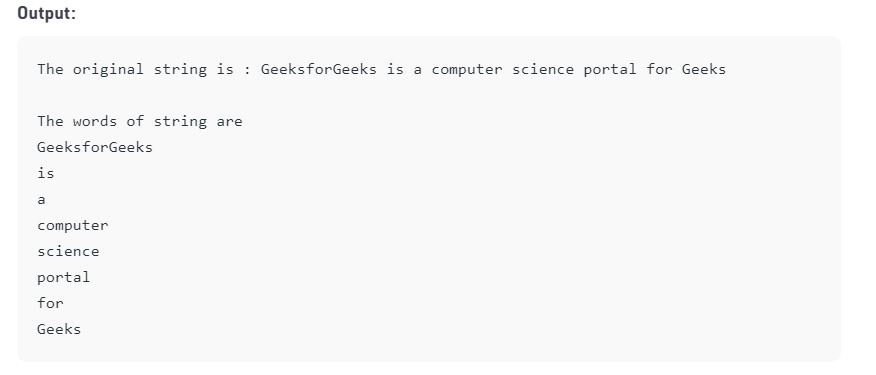 Output:
The original string is : GeeksforGeeks is a computer science portal for Geeks
The words of string are
GeeksforGeeks
is
a
computer
science
portal
for
Geeks